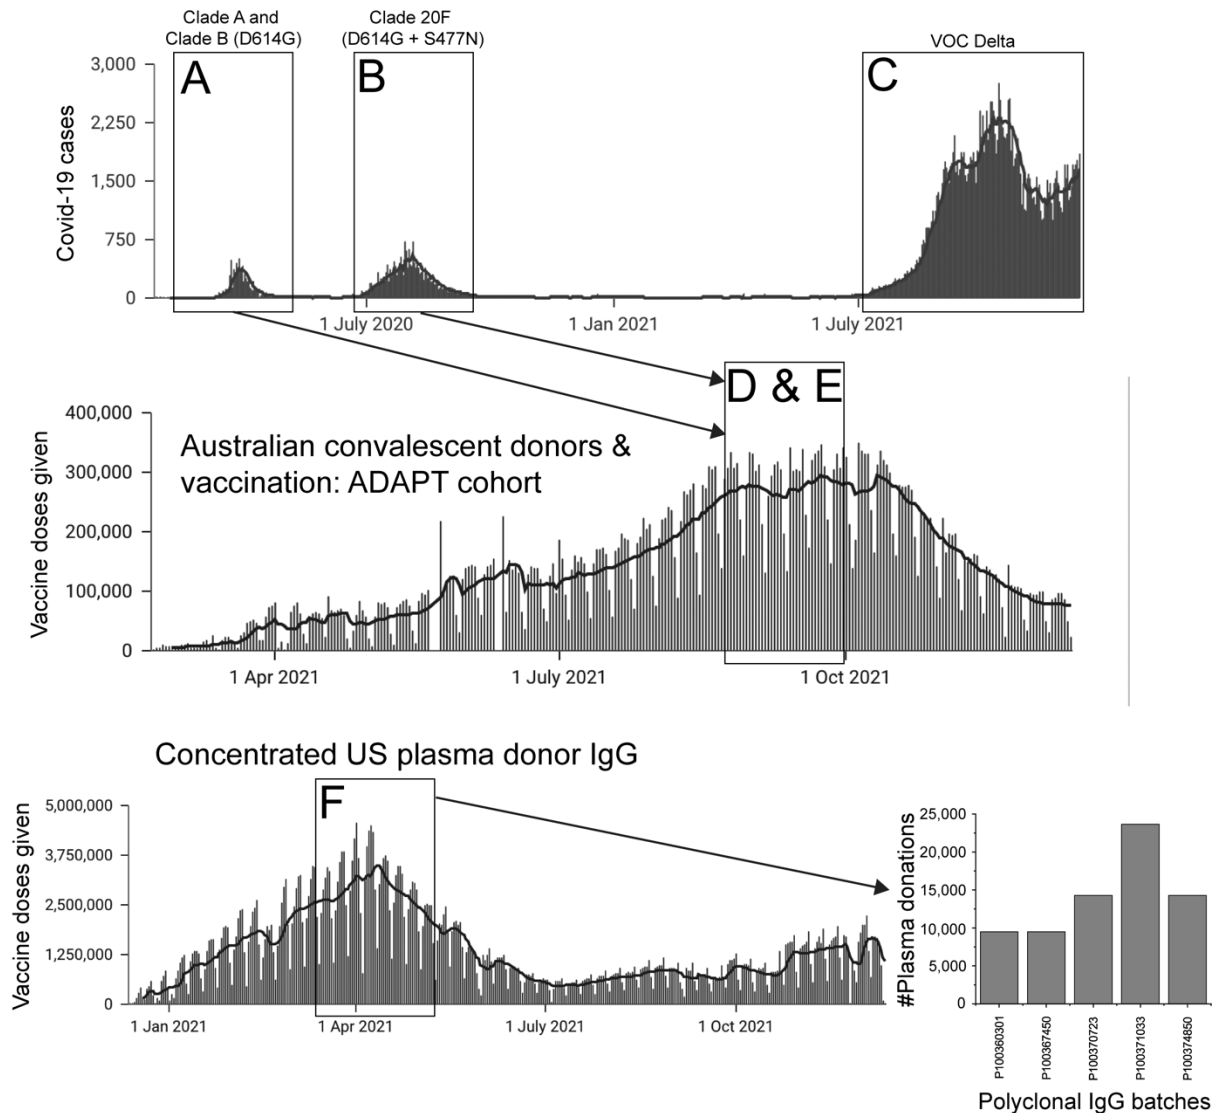 Clade A and
Clade B (D614G)
Clade 20F
(D614G + S477N)
VOC Delta
A
B
C
Covid-19 cases
3,000
2,250
1,500
750
0
1 July 2020
1 Jan 2021
1 July 2021
D & E
Australian convalescent donors &
vaccination: ADAPT cohort
Vaccine doses given
400,000
300,000
200,000
100,000
0
1 Apr 2021
1 July 2021
1 Oct 2021
Concentrated US plasma donor IgG
F
Vaccine doses given
5,000,000
3,750,000
2,500,000
1,250,000
0
1 Jan 2021
1 Apr 2021
1 July 2021
1 Oct 2021
#Plasma donations
25,000
20,000
15,000
10,000
5,000
0
P100360301
P100367450
P100370723
P100371033
P100374850
Polyclonal IgG batches